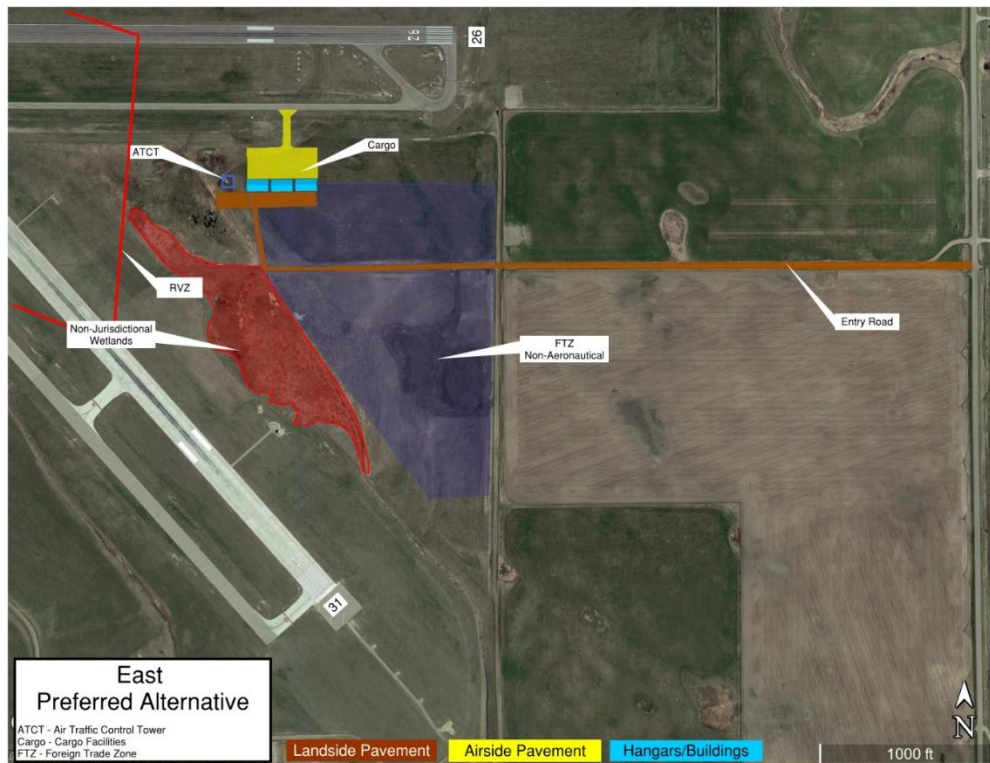 26
26
ATCT
Cargo
RVZ
Non-Jurisdictional
Wetlands
FTZ
Non-Aeronautical
Entry Road
31
East
Preferred Alternative
ATCT - Air Traffic Control Tower
Cargo - Cargo Facilities
FTZ - Foreign Trade Zone
Landside Pavement
Airside Pavement
Hangars/Buildings
1000 ft
N